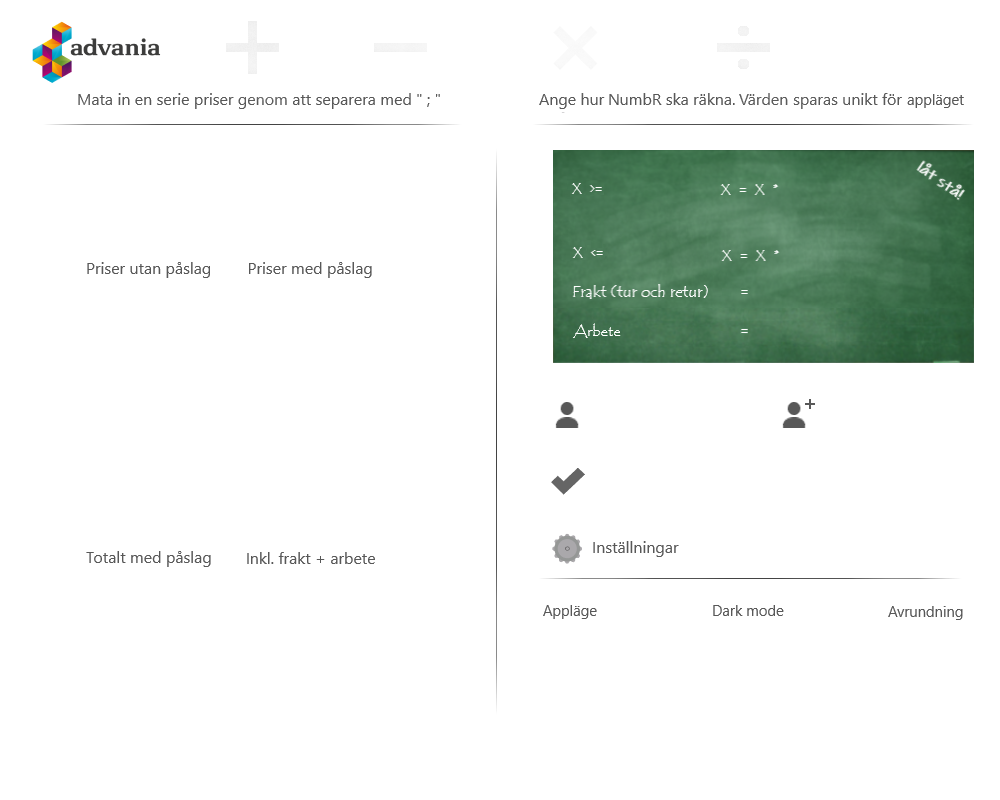 advania
Mata in en serie priser genom att separera med " ; "
Priser utan påslag
Priser med påslag
Totalt med påslag
Inkl. frakt + arbete
Ange hur NumbR ska räkna. Värden sparas unikt för appläget
låt stå!
X >=
X = X *
X <=
X = X *
Frakt (tur och retur) =
Arbete =
Inställningar
Appläge
Dark mode
Avrundning